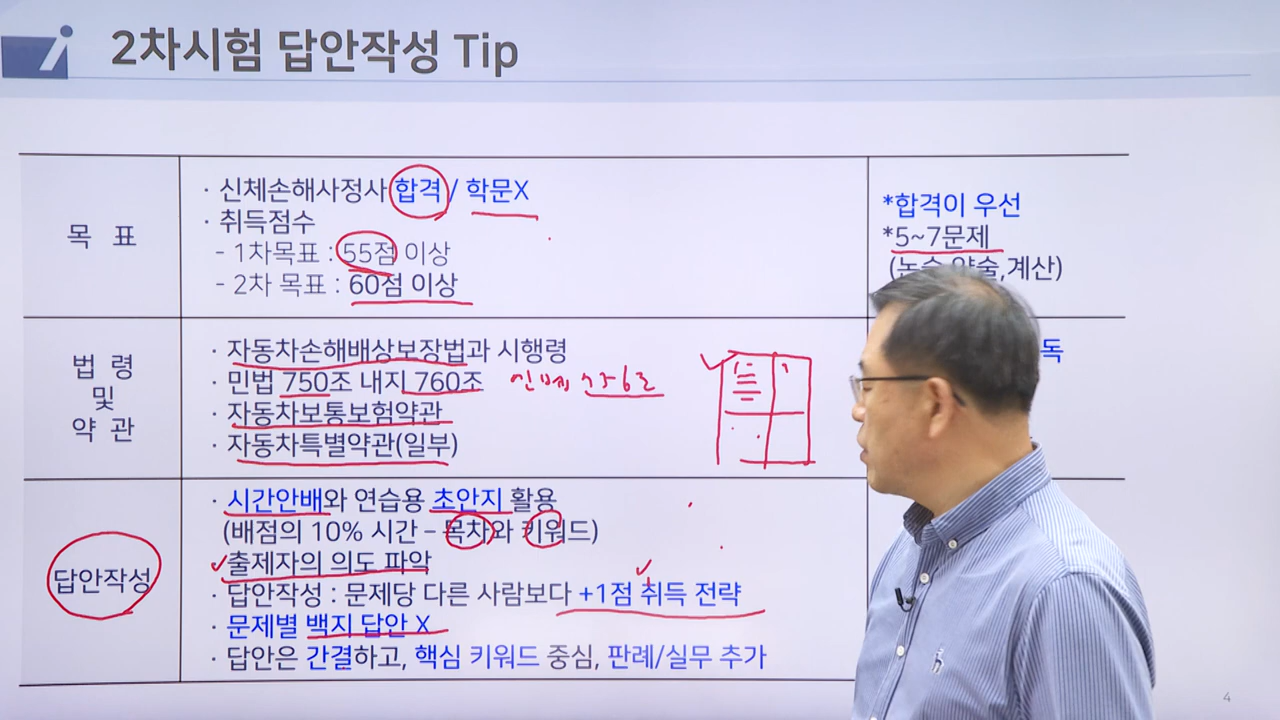 2차시험 답안작성 Tip
목 표
· 신체손해사정사 합격 / 학문X
· 취득점수
- 1차목표 : 55점 이상
- 2차 목표 : 60점 이상
*합격이 우선
*5~7문제
약술,계산)
법 령
및
약 관
· 자동차손해배상보장법과 시행령
· 민법 750조 내지 760조
· 자동차보통보험약관
· 자동차특별약관(일부)
독
답안작성
· 시간안배와 연습용 초안지 활용
(배점의 10% 시간 – 목차와 키워드)
· 출제자의 의도 파악
· 답안작성 : 문제당 다른 사람보다 +1점 취득 전략
· 문제별 백지 답안 X
· 답안은 간결하고, 핵심 키워드 중심, 판례/실무 추가
4